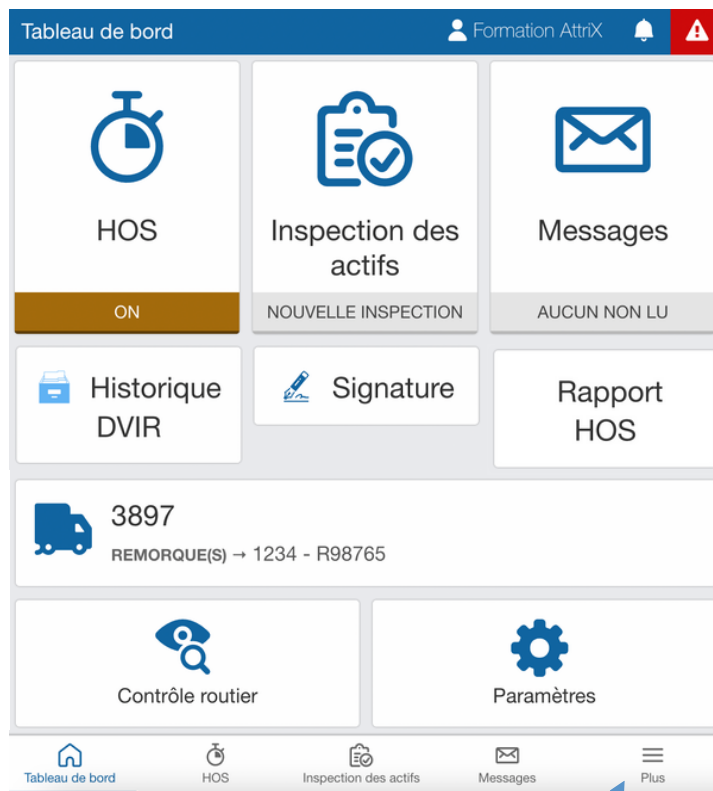 Tableau de bord
Formation AttriX
HOS
ON
Inspection des
actifs
NOUVELLE INSPECTION
Messages
AUCUN NON LU
Historique
DVIR
Signature
Rapport
HOS
3897
REMORQUE(S) → 1234 - R98765
Contrôle routier
Paramètres
Tableau de bord
HOS
Inspection des actifs
Messages
Plus